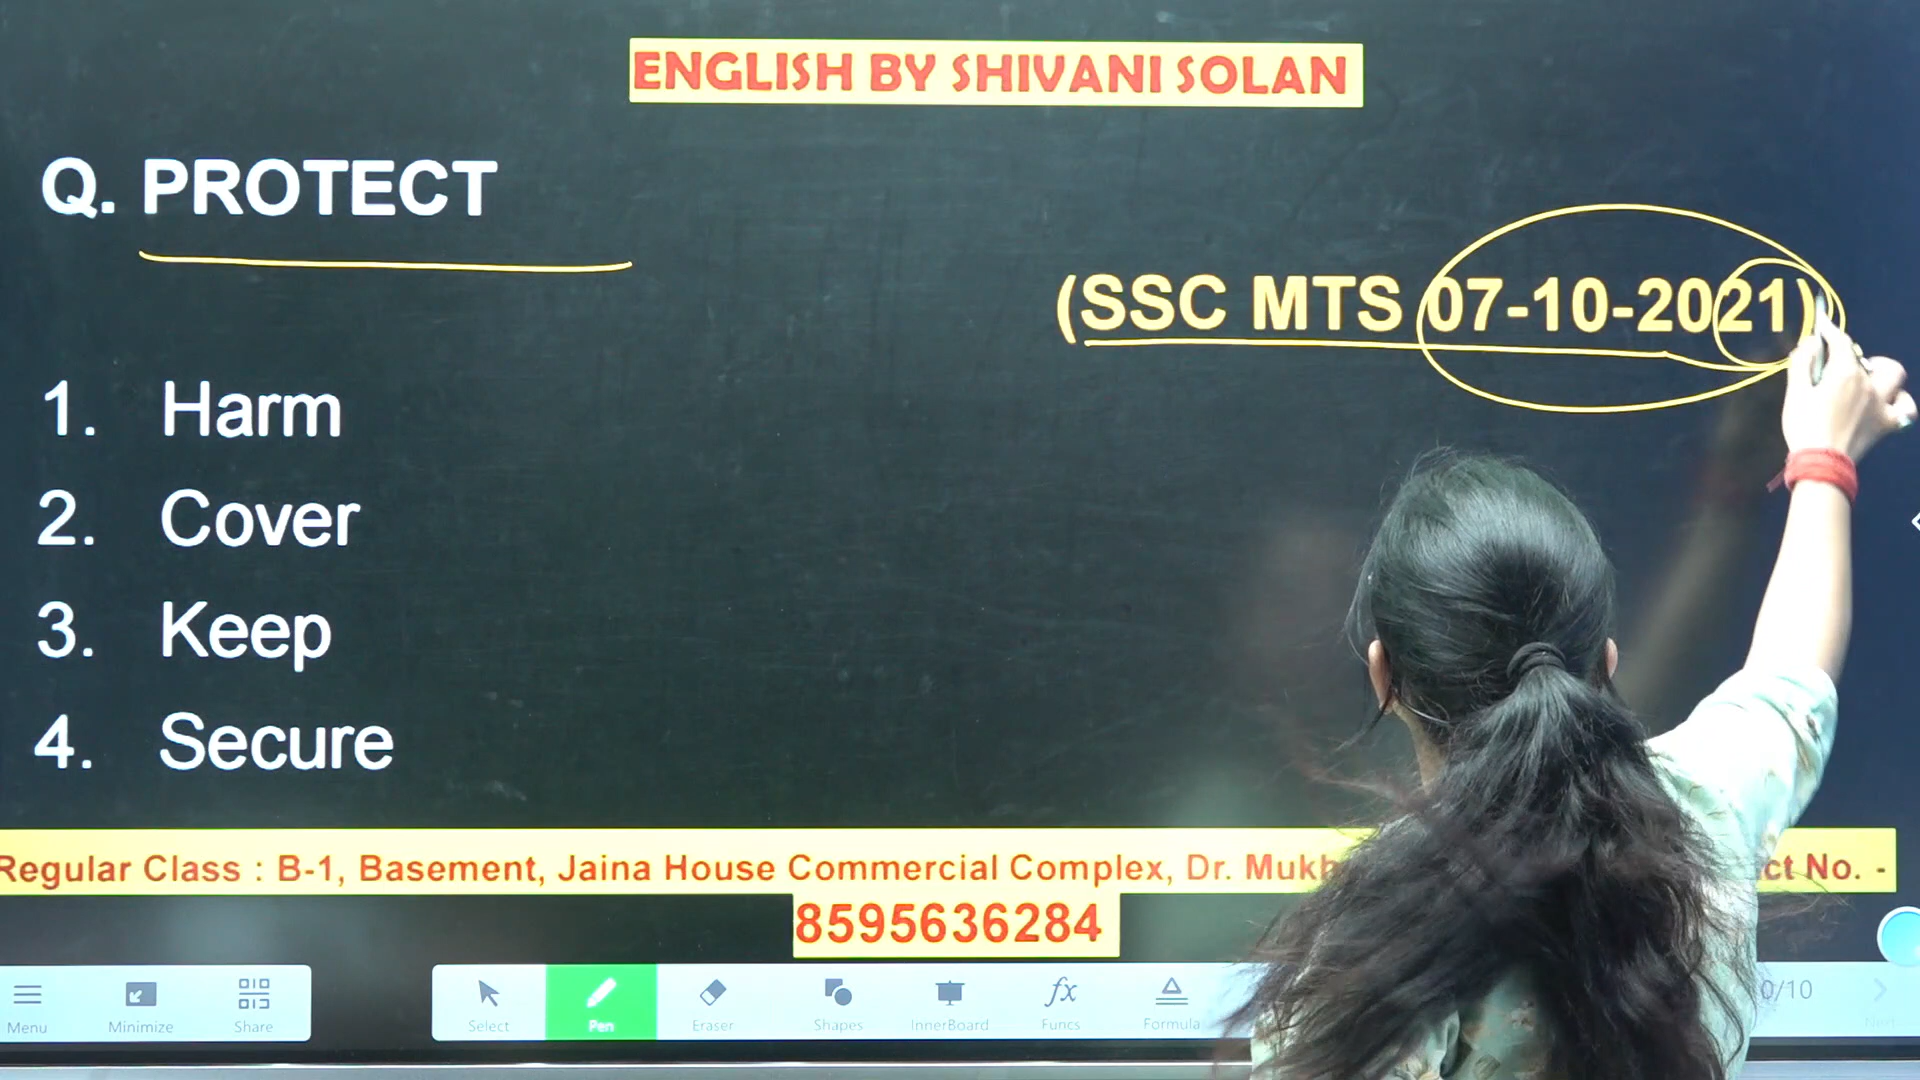 ENGLISH BY SHIVANI SOLAN
Q. PROTECT
(SSC MTS 07-10-2021)
1. Harm
2. Cover
3. Keep
4. Secure
Regular Class : B-1, Basement, Jaina House Commercial Complex, Dr. No. -
8595636284
Menu Minimize Share Select Pen Eraser Shapes InnerBoard Funcs Formula 0/10